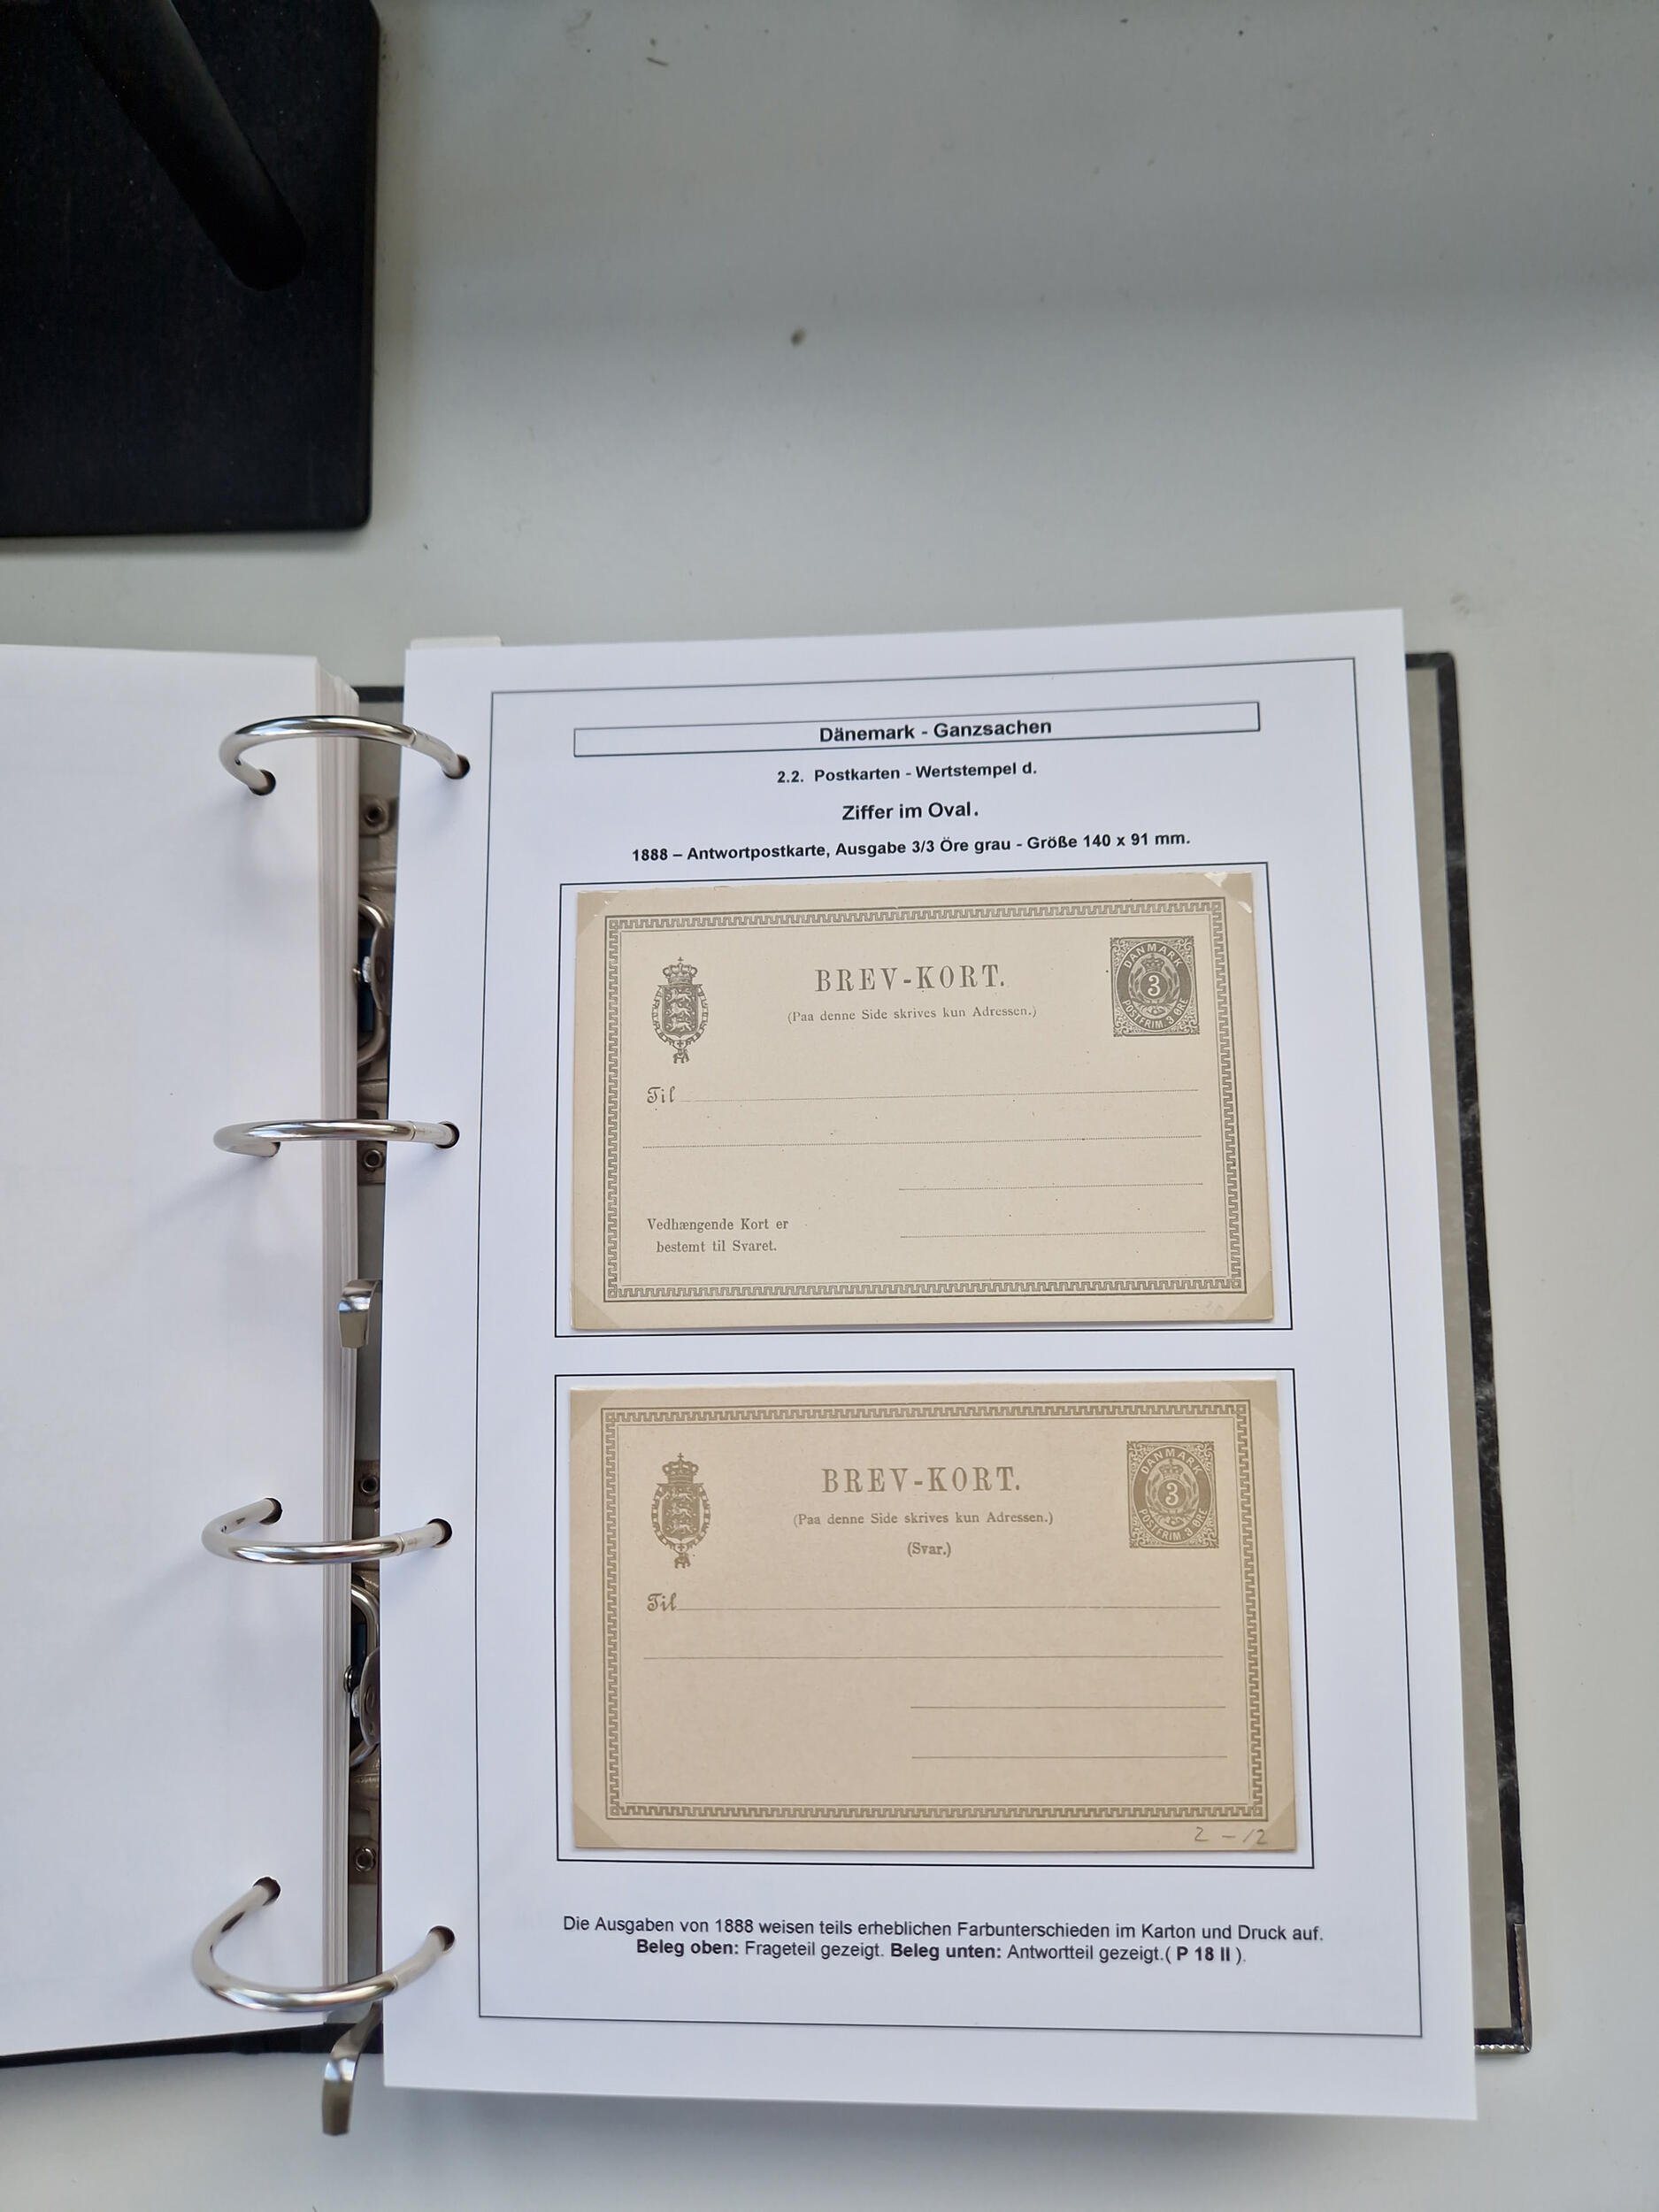 Dänemark - Ganzsachen
2.2. Postkarten - Wertstempel d.
Ziffer im Oval.
1888 – Antwortpostkarte, Ausgabe 3/3 Öre grau - Größe 140 x 91 mm.
BREV-KORT.
(Paa denne Side skrives kun Adressen.)
DANMARK
3
POSTFRIM. 3 ØRE
Til
Vedhængende Kort er
bestemt til Svaret.
BREV-KORT.
(Paa denne Side skrives kun Adressen.)
(Svar.)
DANMARK
3
POSTFRIM. 3 ØRE
Til
2 - 12
Die Ausgaben von 1888 weisen teils erheblichen Farbunterschieden im Karton und Druck auf.
Beleg oben: Frageteil gezeigt. Beleg unten: Antwortteil gezeigt.( P 18 II ).